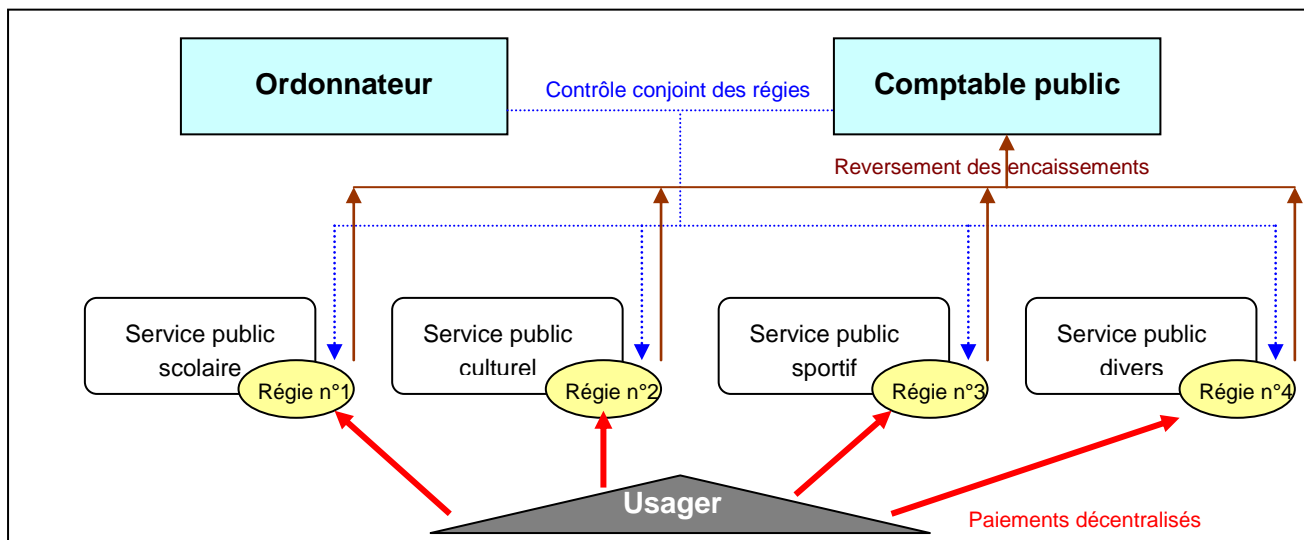 Ordonnateur
Contrôle conjoint des régies
Comptable public
Reversement des encaissements
Service public
scolaire
Régie n°1
Service public
culturel
Régie n°2
Service public
sportif
Régie n°3
Service public
divers
Régie n°4
Usager
Paiements décentralisés